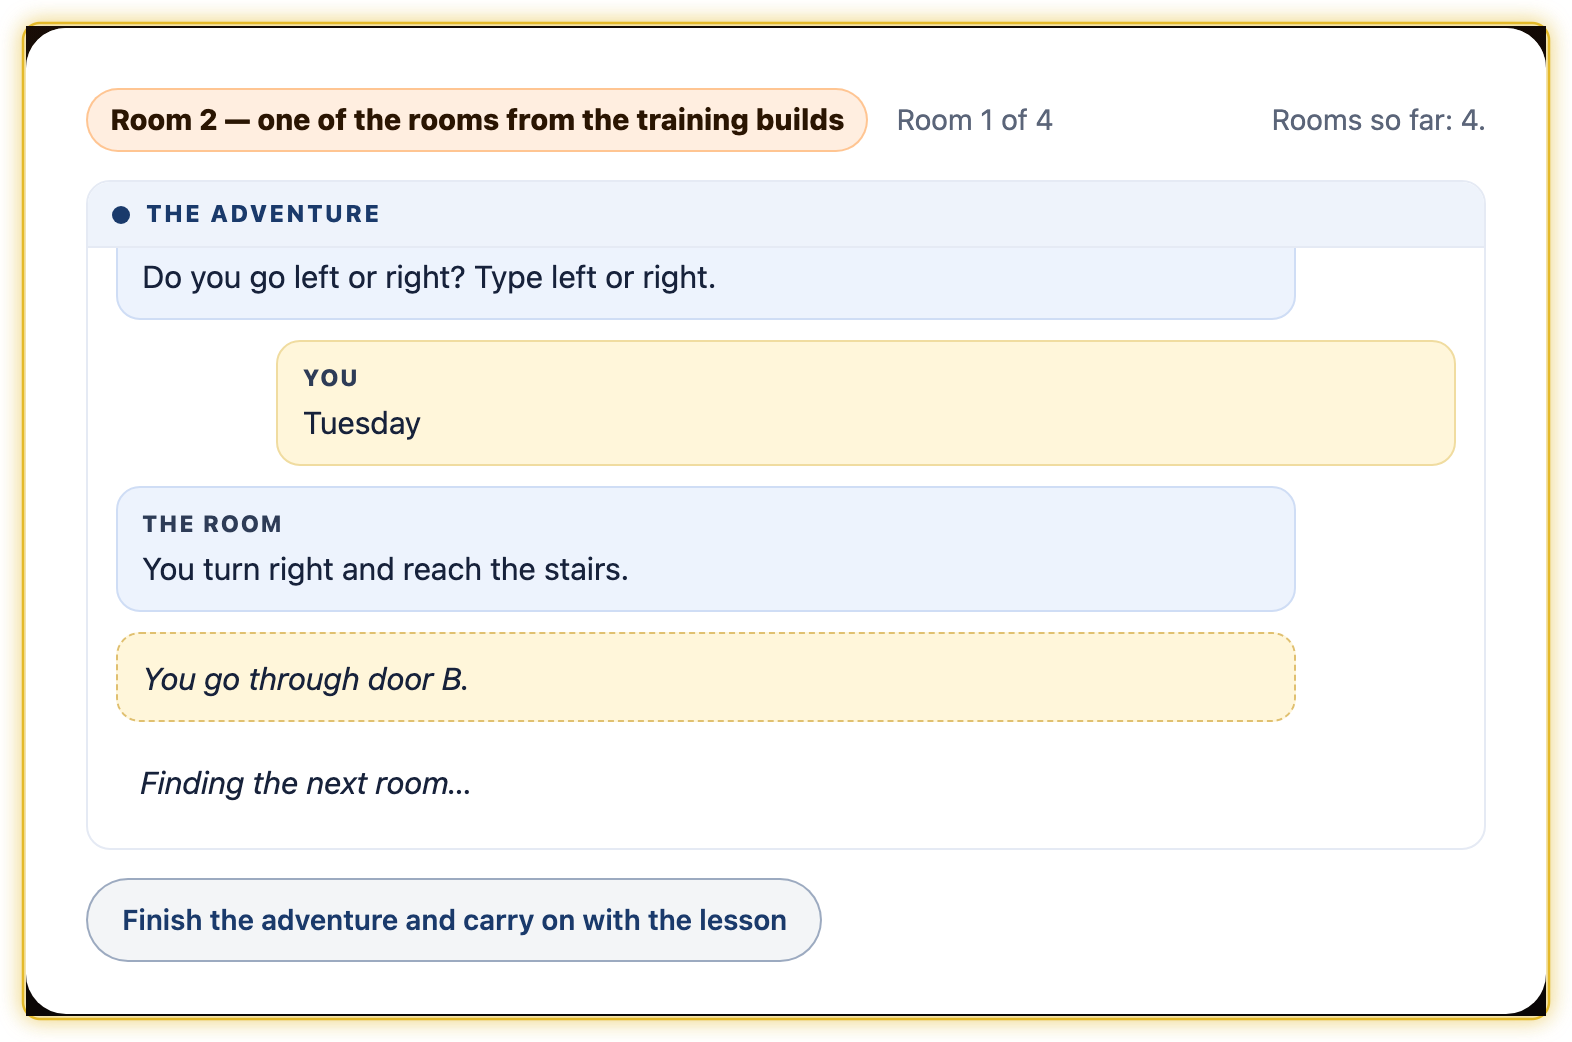 Room 2 — one of the rooms from the training builds
Room 1 of 4
Rooms so far: 4.
THE ADVENTURE
Do you go left or right? Type left or right.
YOU
Tuesday
THE ROOM
You turn right and reach the stairs.
You go through door B.
Finding the next room...
Finish the adventure and carry on with the lesson